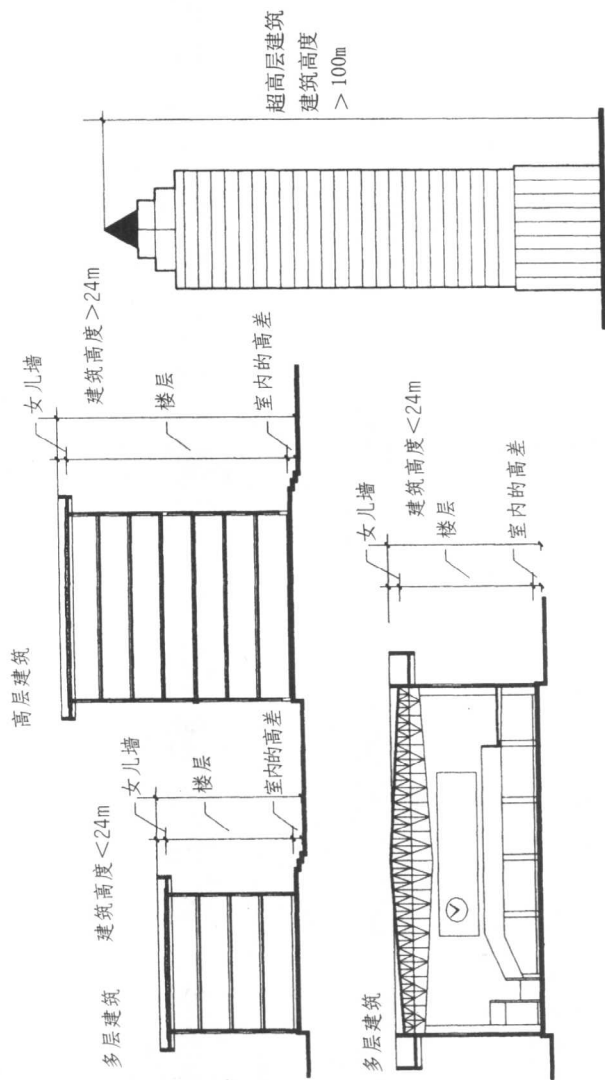 高层建筑
女儿墙
建筑高度>24m
楼层
室内的高差
多层建筑
建筑高度<24m
女儿墙
楼层
室内的高差
超高层建筑
建筑高度
>100m
多层建筑
女儿墙
建筑高度<24m
楼层
室内的高差